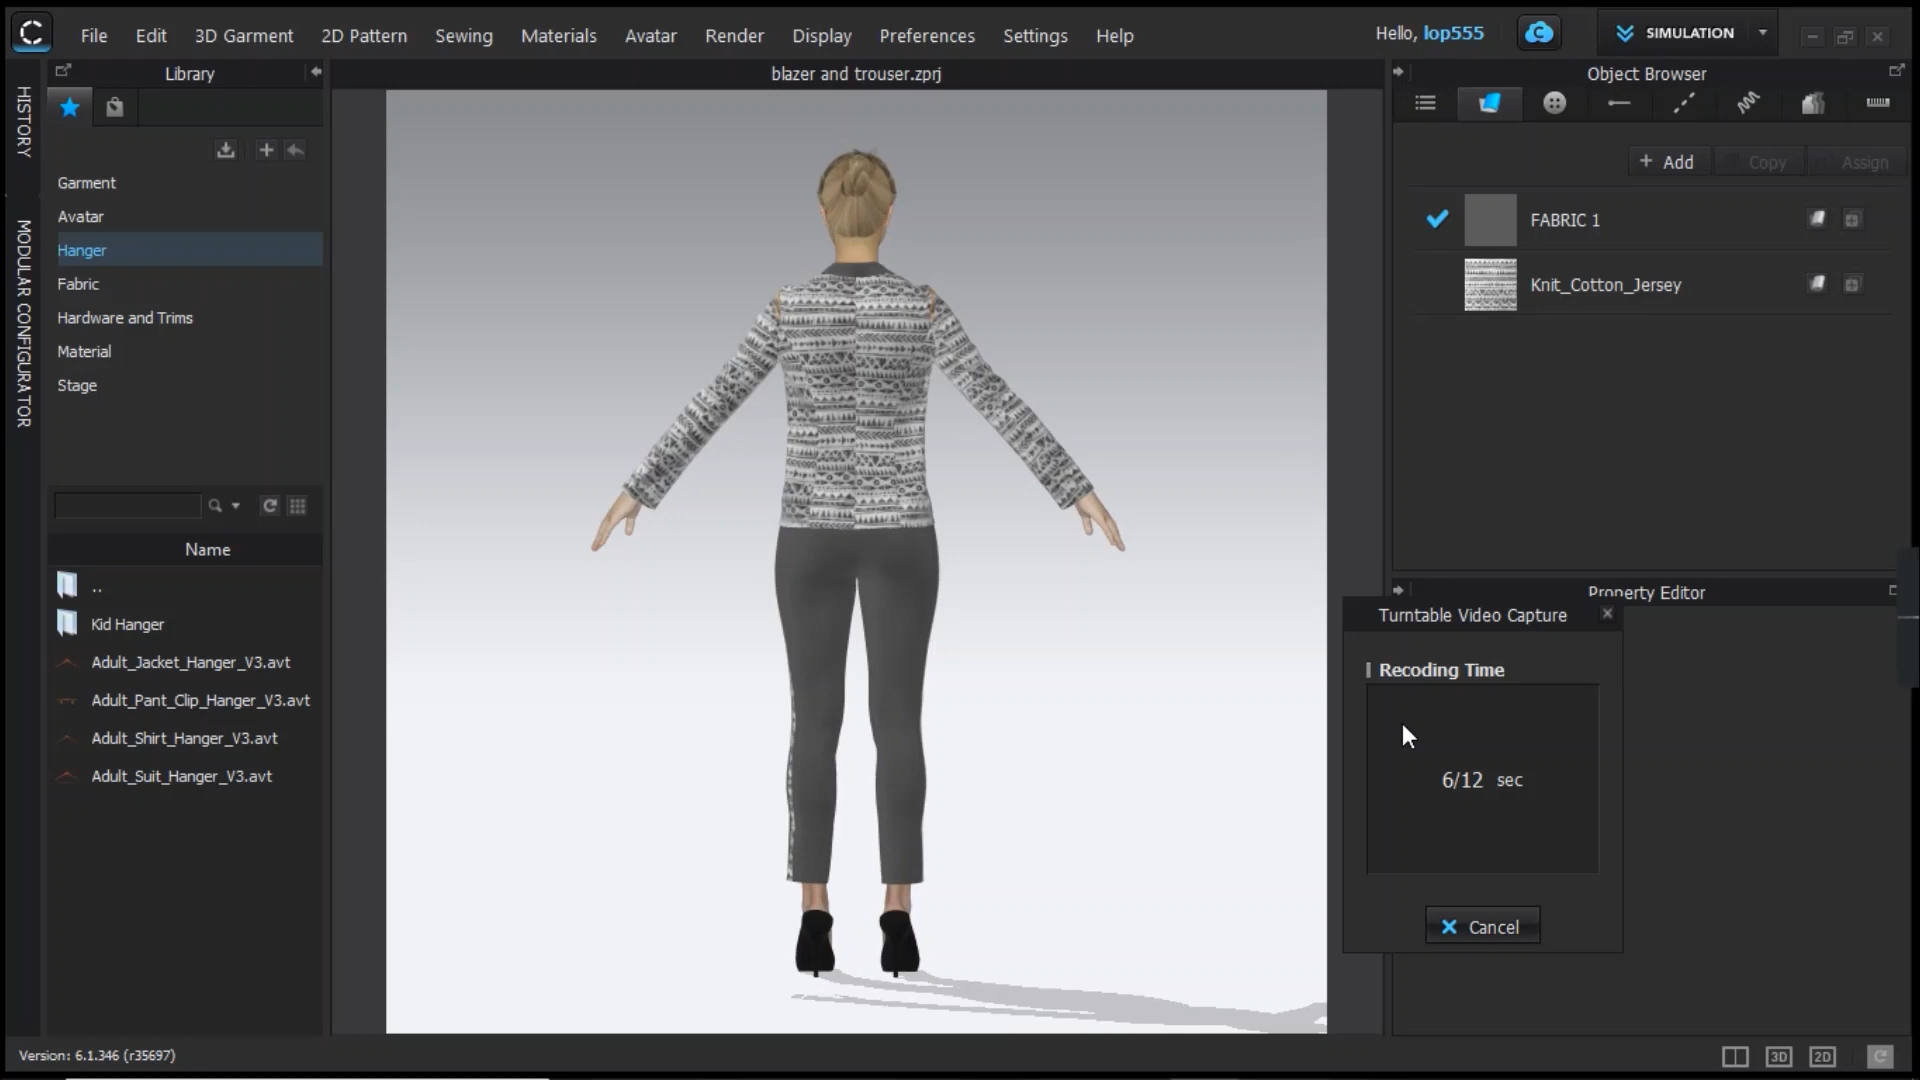 File Edit 3D Garment 2D Pattern Sewing Materials Avatar Render Display Preferences Settings Help
Hello, lop555
SIMULATION
HISTORY
MODULAR CONFIGURATOR
Library
Garment
Avatar
Hanger
Fabric
Hardware and Trims
Material
Stage
Name
..
Kid Hanger
Adult_Jacket_Hanger_V3.avt
Adult_Pant_Clip_Hanger_V3.avt
Adult_Shirt_Hanger_V3.avt
Adult_Suit_Hanger_V3.avt
blazer and trouser.zprj
Object Browser
+ Add Copy Assign
FABRIC 1
Knit_Cotton_Jersey
Property Editor
Turntable Video Capture
Recoding Time
6/12 sec
Cancel
Version: 6.1.346 (r35697)
3D 2D